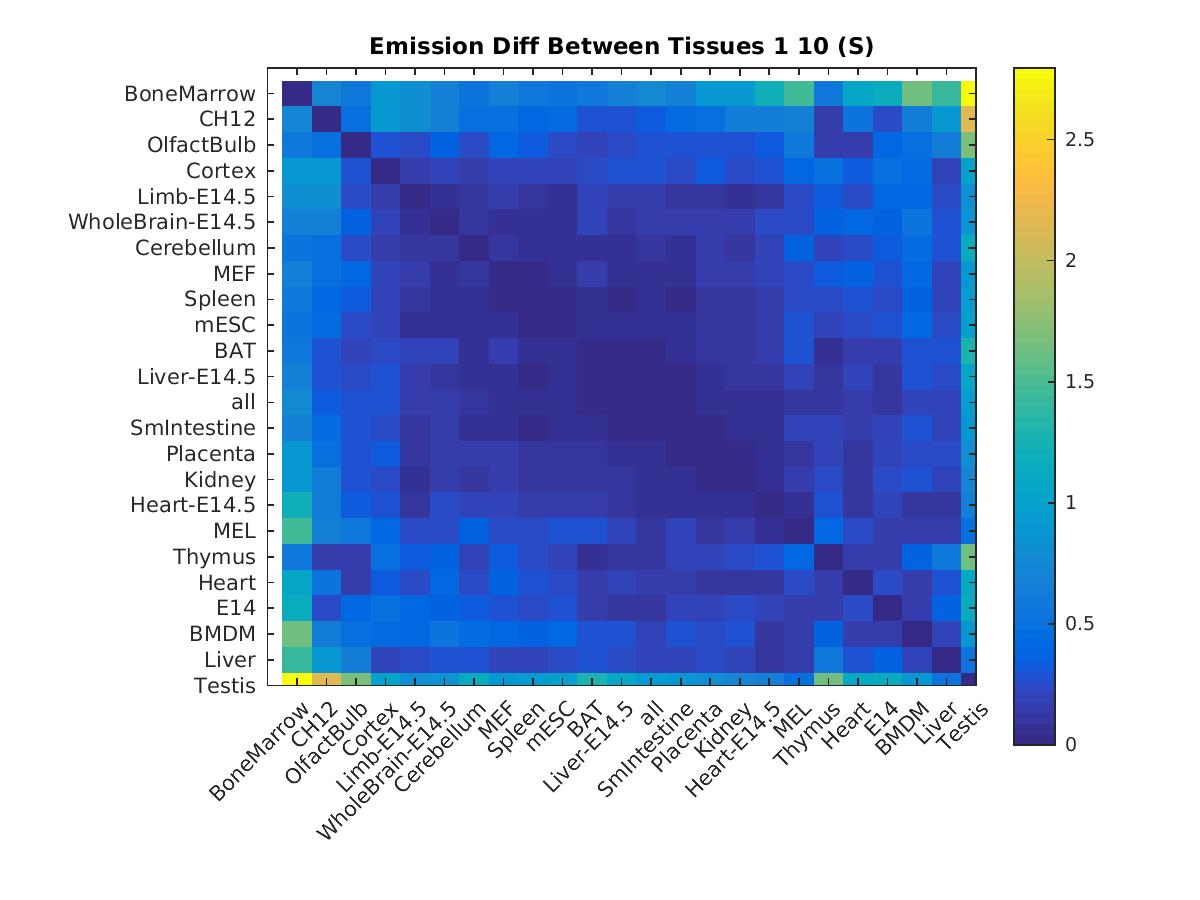 Emission Diff Between Tissues 1 10 (S)
BoneMarrow
CH12
OlfactBulb
Cortex
Limb-E14.5
WholeBrain-E14.5
Cerebellum
MEF
Spleen
mESC
BAT
Liver-E14.5
all
SmIntestine
Placenta
Kidney
Heart-E14.5
MEL
Thymus
Heart
E14
BMDM
Liver
Testis
BoneMarrow
CH12
OlfactBulb
Cortex
Limb-E14.5
WholeBrain-E14.5
Cerebellum
MEF
Spleen
mESC
BAT
Liver-E14.5
all
SmIntestine
Placenta
Kidney
Heart-E14.5
MEL
Thymus
Heart
E14
BMDM
Liver
Testis
2.5
2
1.5
1
0.5
0